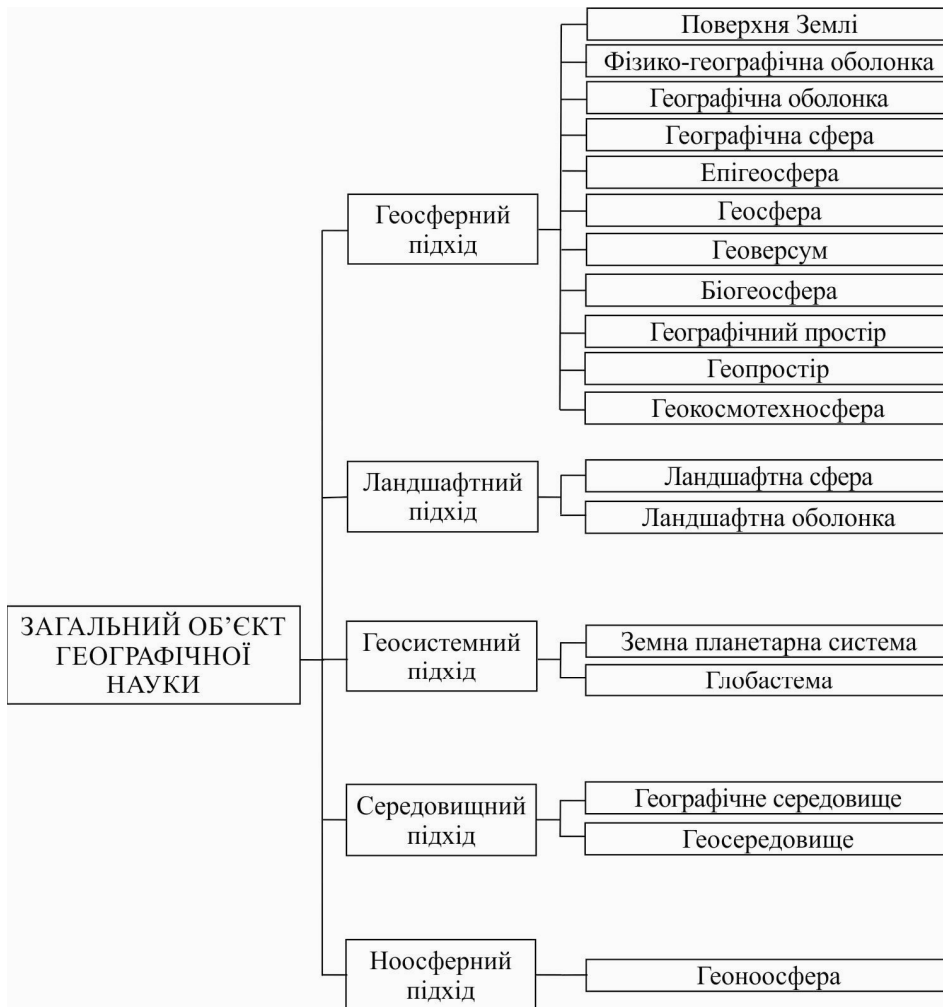 Поверхня Землі
Фізико-географічна оболонка
Географічна оболонка
Географічна сфера
Епігеосфера
Геосферний
підхід
Геосфера
Геоверсум
Біогеосфера
Географічний простір
Геопростір
Геокосмотехносфера
Ландшафтний
підхід
Ландшафтна сфера
Ландшафтна оболонка
ЗАГАЛЬНИЙ ОБ’ЄКТ
ГЕОГРАФІЧНОЇ
НАУКИ
Геосистемний
підхід
Земна планетарна система
Глобастема
Середовищний
підхід
Географічне середовище
Геосередовище
Ноосферний
підхід
Геоноосфера